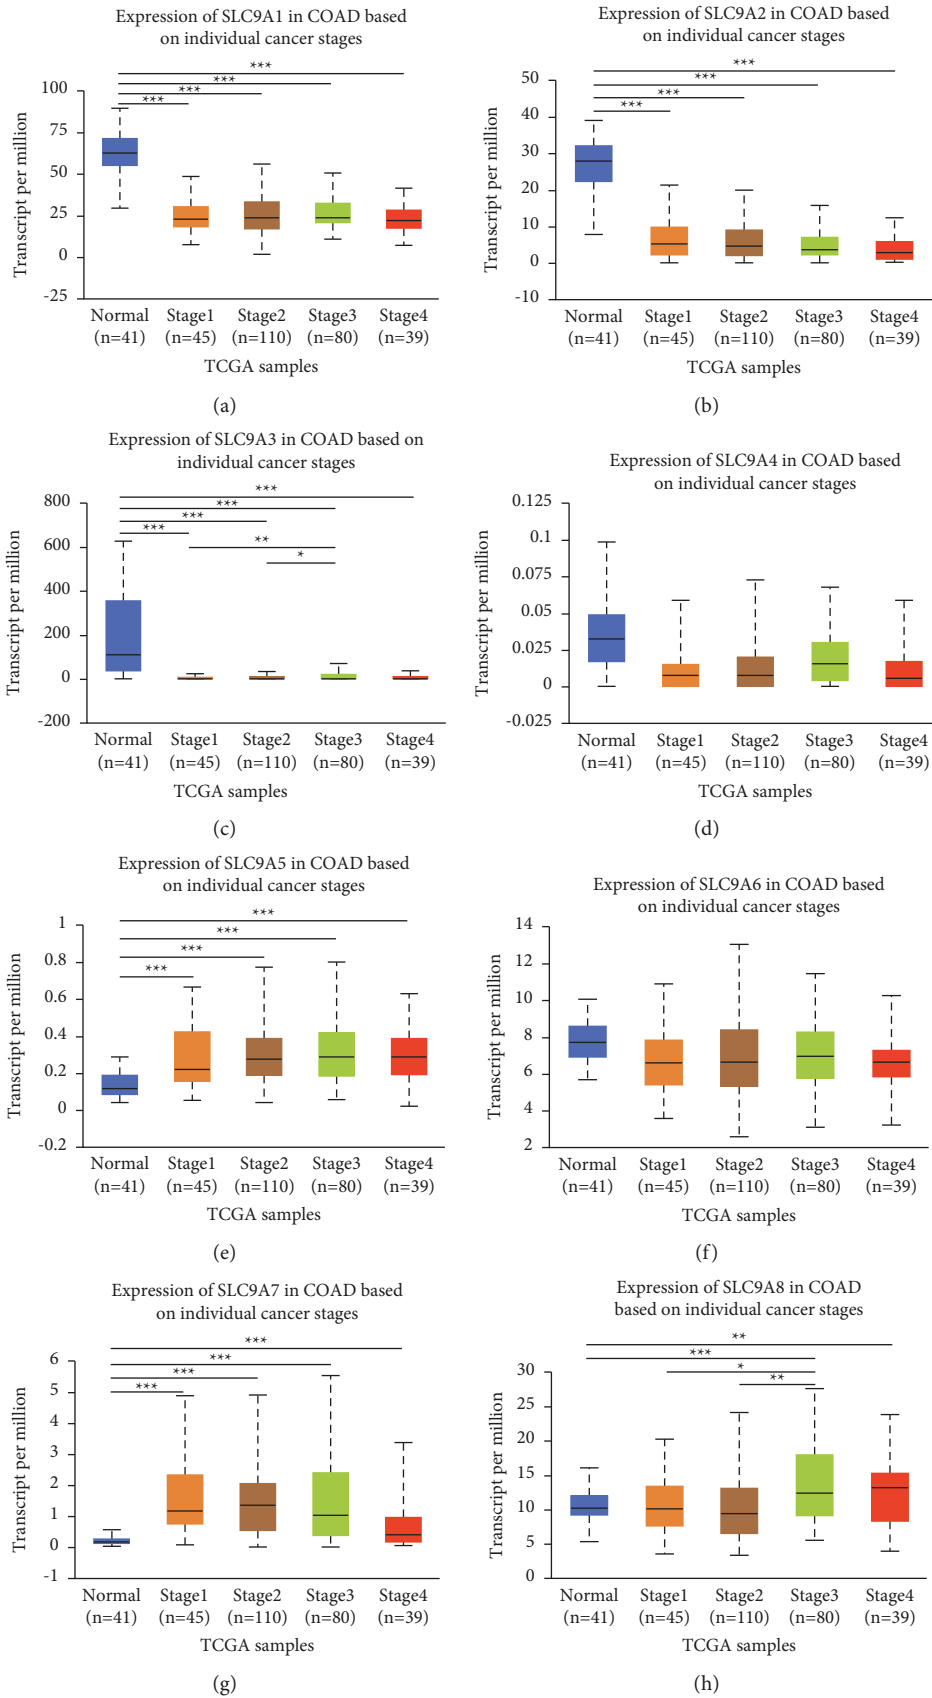 Expression of SLC9A1 in COAD based
on individual cancer stages
***
***
***
***
100
75
50
25
0
-25
Transcript per million
Normal Stage1 Stage2 Stage3 Stage4
(n=41) (n=45) (n=110) (n=80) (n=39)
TCGA samples
(a)
Expression of SLC9A2 in COAD based
on individual cancer stages
***
***
***
***
50
40
30
20
10
0
-10
Transcript per million
Normal Stage1 Stage2 Stage3 Stage4
(n=41) (n=45) (n=110) (n=80) (n=39)
TCGA samples
(b)
Expression of SLC9A3 in COAD based on
individual cancer stages
***
***
***
***
**
*
800
600
400
200
0
-200
Transcript per million
Normal Stage1 Stage2 Stage3 Stage4
(n=41) (n=45) (n=110) (n=80) (n=39)
TCGA samples
(c)
Expression of SLC9A4 in COAD based
on individual cancer stages
0.125
0.1
0.075
0.05
0.025
0
-0.025
Transcript per million
Normal Stage1 Stage2 Stage3 Stage4
(n=41) (n=45) (n=110) (n=80) (n=39)
TCGA samples
(d)
Expression of SLC9A5 in COAD based
on individual cancer stages
***
***
***
***
1
0.8
0.6
0.4
0.2
0
-0.2
Transcript per million
Normal Stage1 Stage2 Stage3 Stage4
(n=41) (n=45) (n=110) (n=80) (n=39)
TCGA samples
(e)
Expression of SLC9A6 in COAD based
on individual cancer stages
14
12
10
8
6
4
2
Transcript per million
Normal Stage1 Stage2 Stage3 Stage4
(n=41) (n=45) (n=110) (n=80) (n=39)
TCGA samples
(f)
Expression of SLC9A7 in COAD based
on individual cancer stages
***
***
***
***
6
5
4
3
2
1
0
-1
Transcript per million
Normal Stage1 Stage2 Stage3 Stage4
(n=41) (n=45) (n=110) (n=80) (n=39)
TCGA samples
(g)
Expression of SLC9A8 in COAD
based on individual cancer stages
**
***
*
**
30
25
20
15
10
5
0
Transcript per million
Normal Stage1 Stage2 Stage3 Stage4
(n=41) (n=45) (n=110) (n=80) (n=39)
TCGA samples
(h)